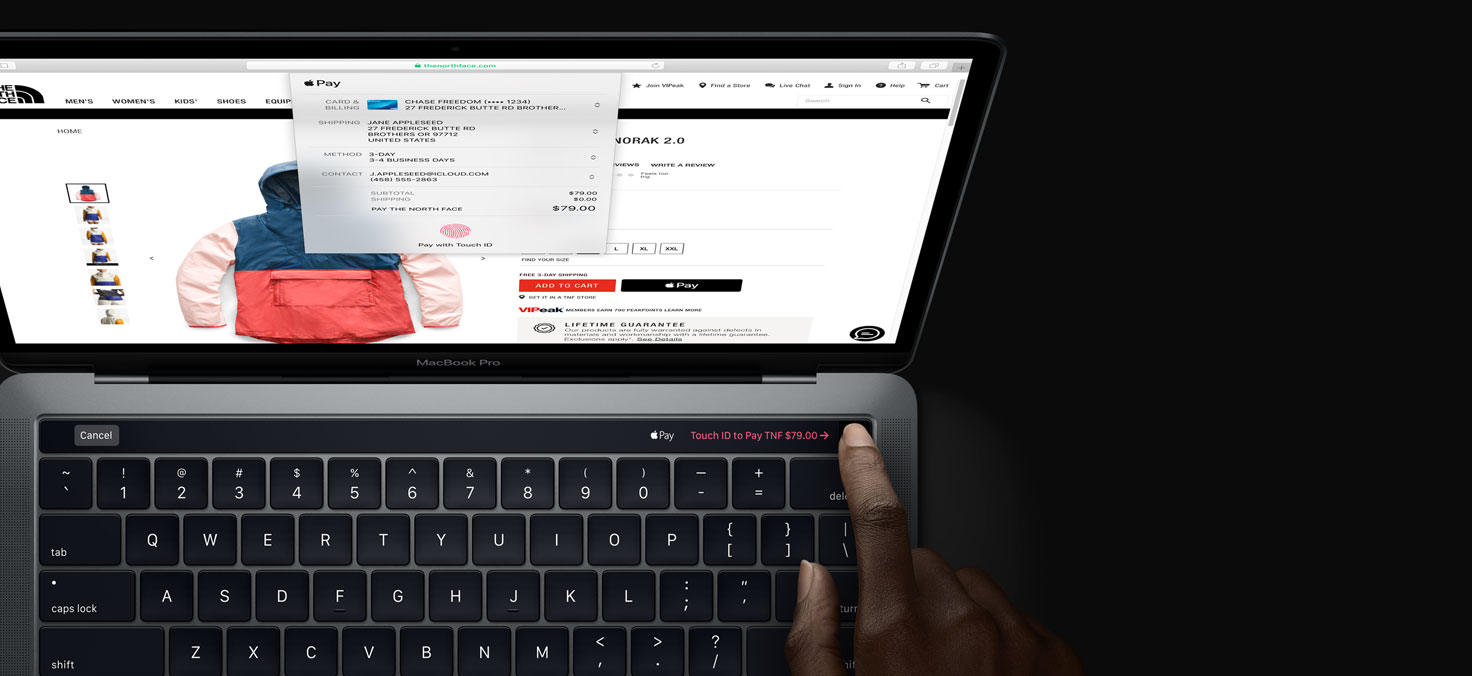 thenorthface.com
THE NORTH FACE
MEN'S WOMEN'S KIDS' SHOES EQUIP
Join VIPeak Find a Store Live Chat Sign In Help Cart
Search
HOME
Pay
CARD & BILLING
CHASE FREEDOM (•••• 1234)
27 FREDERICK BUTTE RD BROTHER...
SHIPPING
JANE APPLESEED
27 FREDERICK BUTTE RD
BROTHERS OR 97712
UNITED STATES
METHOD
3-DAY
3-4 BUSINESS DAYS
CONTACT
J.APPLESEED@ICLOUD.COM
(458) 555-2863
SUBTOTAL $79.00
SHIPPING $0.00
PAY THE NORTH FACE $79.00
Pay with Touch ID
NORAK 2.0
VIEWS WRITE A REVIEW
Feels too
big
L XL XXL
FIND YOUR SIZE
FREE 3-DAY SHIPPING
ADD TO CART Pay
GET IT IN A TNF STORE
VIPeak MEMBERS EARN 790 PEAKPOINTS LEARN MORE
LIFETIME GUARANTEE
Our products are fully warranted against defects in
materials and workmanship with a lifetime guarantee.
Exclusions apply*. See Details
< >
MacBook Pro
Cancel Pay Touch ID to Pay TNF $79.00 →
~ ! @ # $ % ^ & * ( ) — +
` 1 2 3 4 5 6 7 8 9 0 - = dele
tab Q W E R T Y U I O P { [ } ] | \
caps lock A S D F G H J K L : ; " ' turn
shift Z X C V B N M < , > . ? / hif